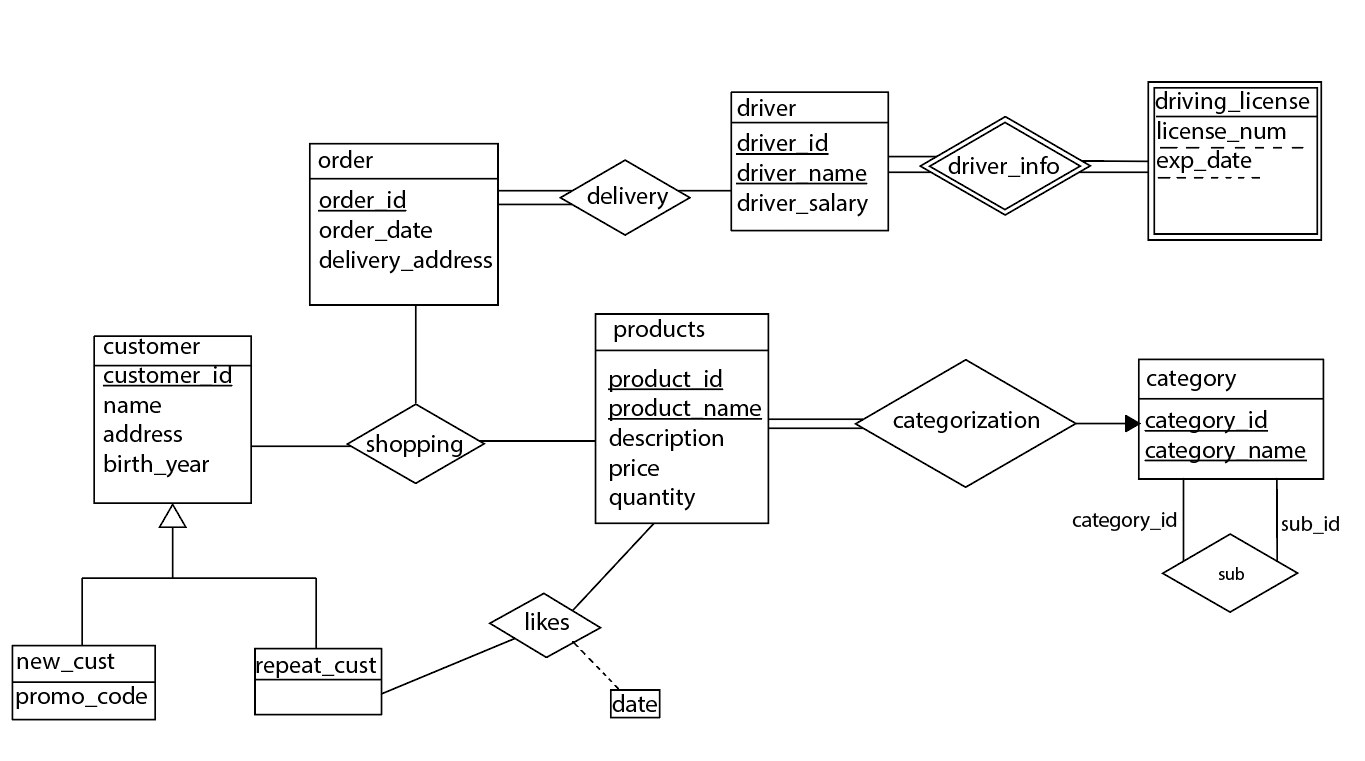 driving_license
license_num
exp_date
driver
driver_id
driver_name
driver_salary
driver_info
order
order_id
order_date
delivery_address
delivery
products
product_id
product_name
description
price
quantity
customer
customer_id
name
address
birth_year
shopping
categorization
category
category_id
category_name
category_id
sub_id
sub
likes
date
new_cust
promo_code
repeat_cust